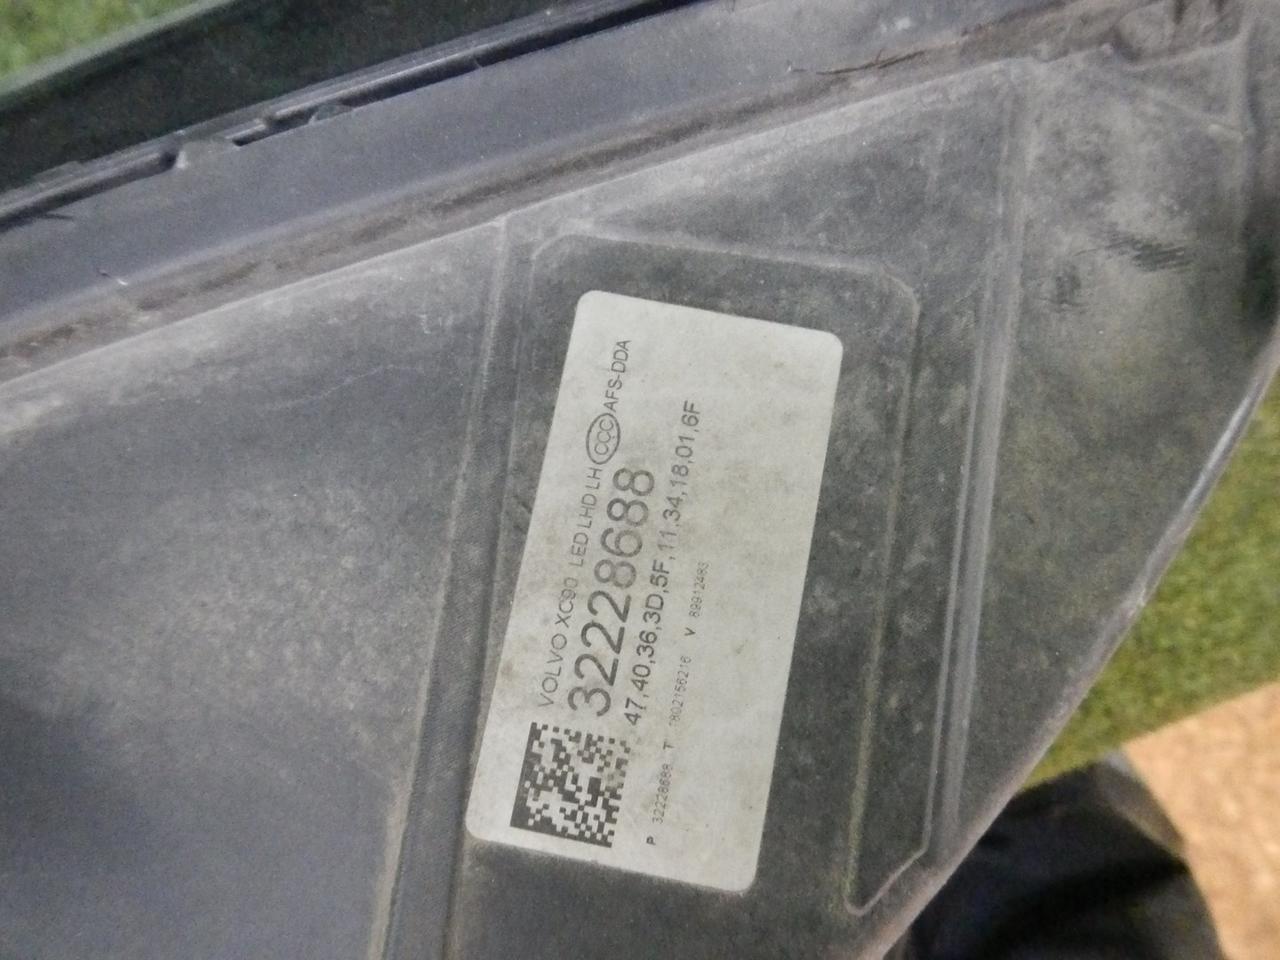 VOLVO XC90 LED LHD LH CCC AFS-DDA
32228688
47,40,36,3D,5F,11,34,18,01,6F
P 32228688 T 1802156216 V 89912463